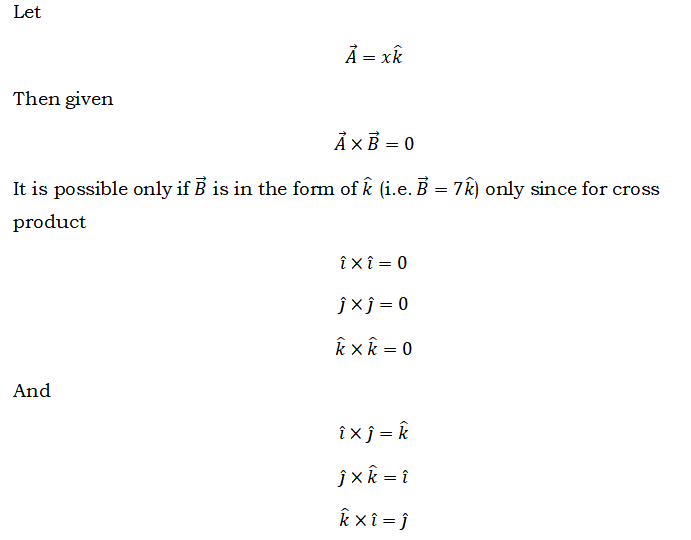 Let
$\vec{A} = x\hat{k}$
Then given
$\vec{A} \times \vec{B} = 0$
It is possible only if $\vec{B}$ is in the form of $\hat{k}$ (i.e. $\vec{B} = 7\hat{k}$) only since for cross
product
$\hat{\imath} \times \hat{\imath} = 0$
$\hat{\jmath} \times \hat{\jmath} = 0$
$\hat{k} \times \hat{k} = 0$
And
$\hat{\imath} \times \hat{\jmath} = \hat{k}$
$\hat{\jmath} \times \hat{k} = \hat{\imath}$
$\hat{k} \times \hat{\imath} = \hat{\jmath}$